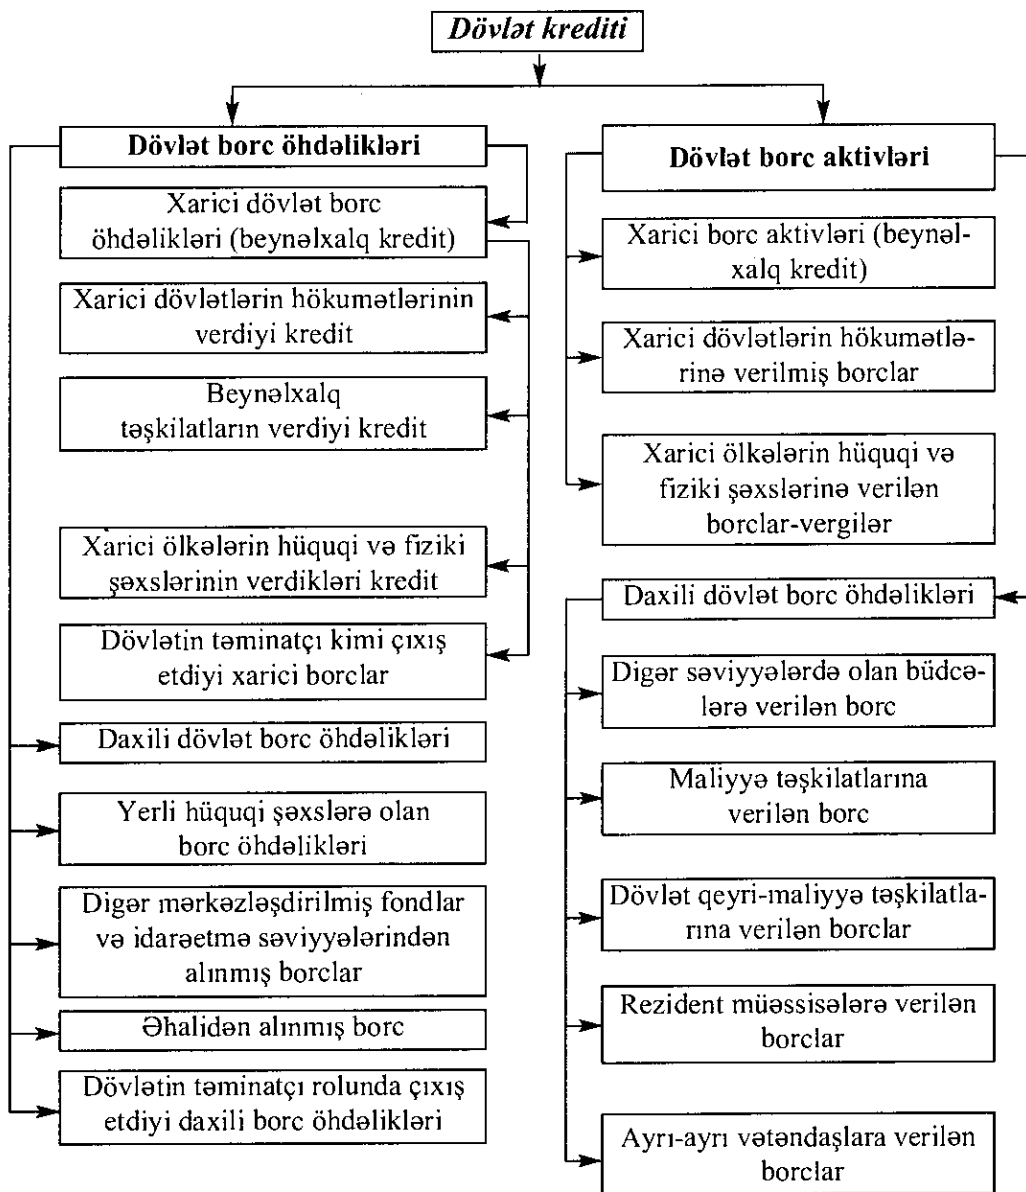 Dövlət krediti
Dövlət borc öhdəlikləri
Xarici dövlət borc
öhdəlikləri (beynəlxalq kredit)
Xarici dövlətlərin hökumətlərinin
verdiyi kredit
Beynəlxalq
təşkilatların verdiyi kredit
Xarici ölkələrin hüquqi və fiziki
şəxslərinin verdikləri kredit
Dövlətin təminatçı kimi çıxış
etdiyi xarici borclar
Daxili dövlət borc öhdəlikləri
Yerli hüquqi şəxslərə olan
borc öhdəlikləri
Digər mərkəzləşdirilmiş fondlar
və idarəetmə səviyyələrindən
alınmış borclar
Əhalidən alınmış borc
Dövlətin təminatçı rolunda çıxış
etdiyi daxili borc öhdəlikləri
Dövlət borc aktivləri
Xarici borc aktivləri (beynəl-
xalq kredit)
Xarici dövlətlərin hökumətlə-
rinə verilmiş borclar
Xarici ölkələrin hüquqi və
fiziki şəxslərinə verilən
borclar-vergilər
Daxili dövlət borc öhdəlikləri
Digər səviyyələrdə olan büdcə-
lərə verilən borc
Maliyyə təşkilatlarına
verilən borc
Dövlət qeyri-maliyyə təşkilatla-
rına verilən borclar
Rezident müəssisələrə verilən
borclar
Ayrı-ayrı vətəndaşlara verilən
borclar